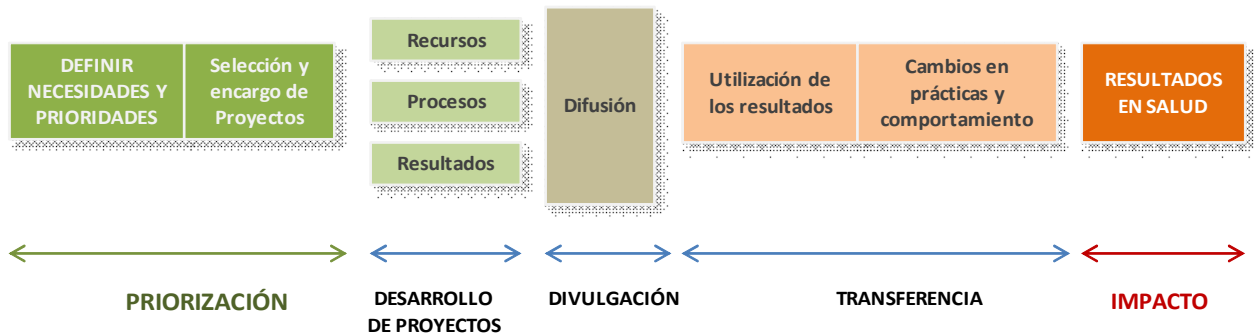 DEFINIR
NECESIDADES Y
PRIORIDADES
Selección y
encargo de
Proyectos
Recursos
Procesos
Resultados
Difusión
Utilización de
los resultados
Cambios en
prácticas y
comportamiento
RESULTADOS
EN SALUD
PRIORIZACIÓN
DESARROLLO
DE PROYECTOS
DIVULGACIÓN
TRANSFERENCIA
IMPACTO